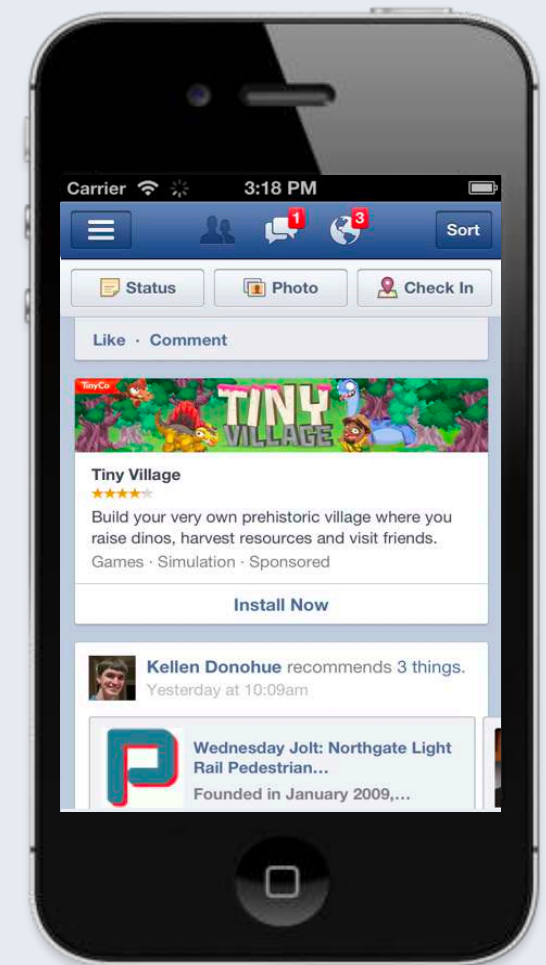 Carrier 3:18 PM
1 3 Sort
Status Photo Check In
Like · Comment
TinyCo
TINY
VILLAGE
Tiny Village
Build your very own prehistoric village where you
raise dinos, harvest resources and visit friends.
Games · Simulation · Sponsored
Install Now
Kellen Donohue recommends 3 things.
Yesterday at 10:09am
Wednesday Jolt: Northgate Light
Rail Pedestrian...
Founded in January 2009,...